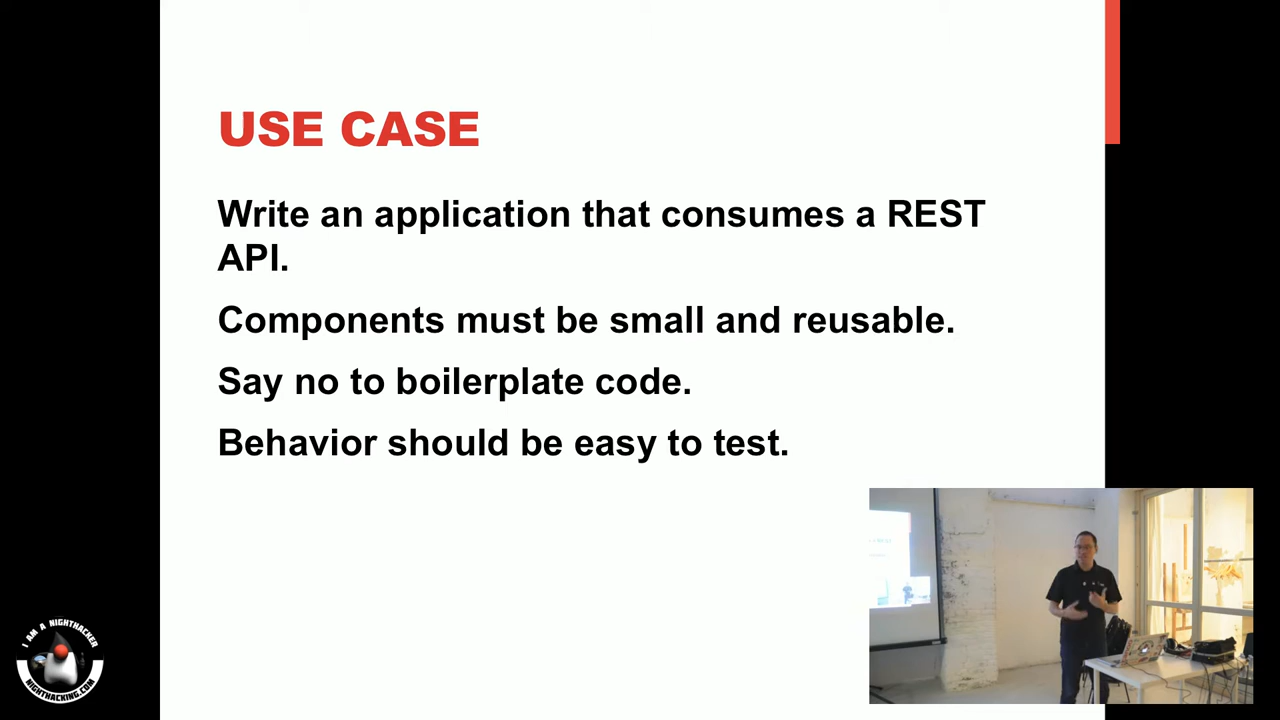 USE CASE
Write an application that consumes a REST
API.
Components must be small and reusable.
Say no to boilerplate code.
Behavior should be easy to test.
I AM A NIGHTHACKER
NIGHTHACKING.COM